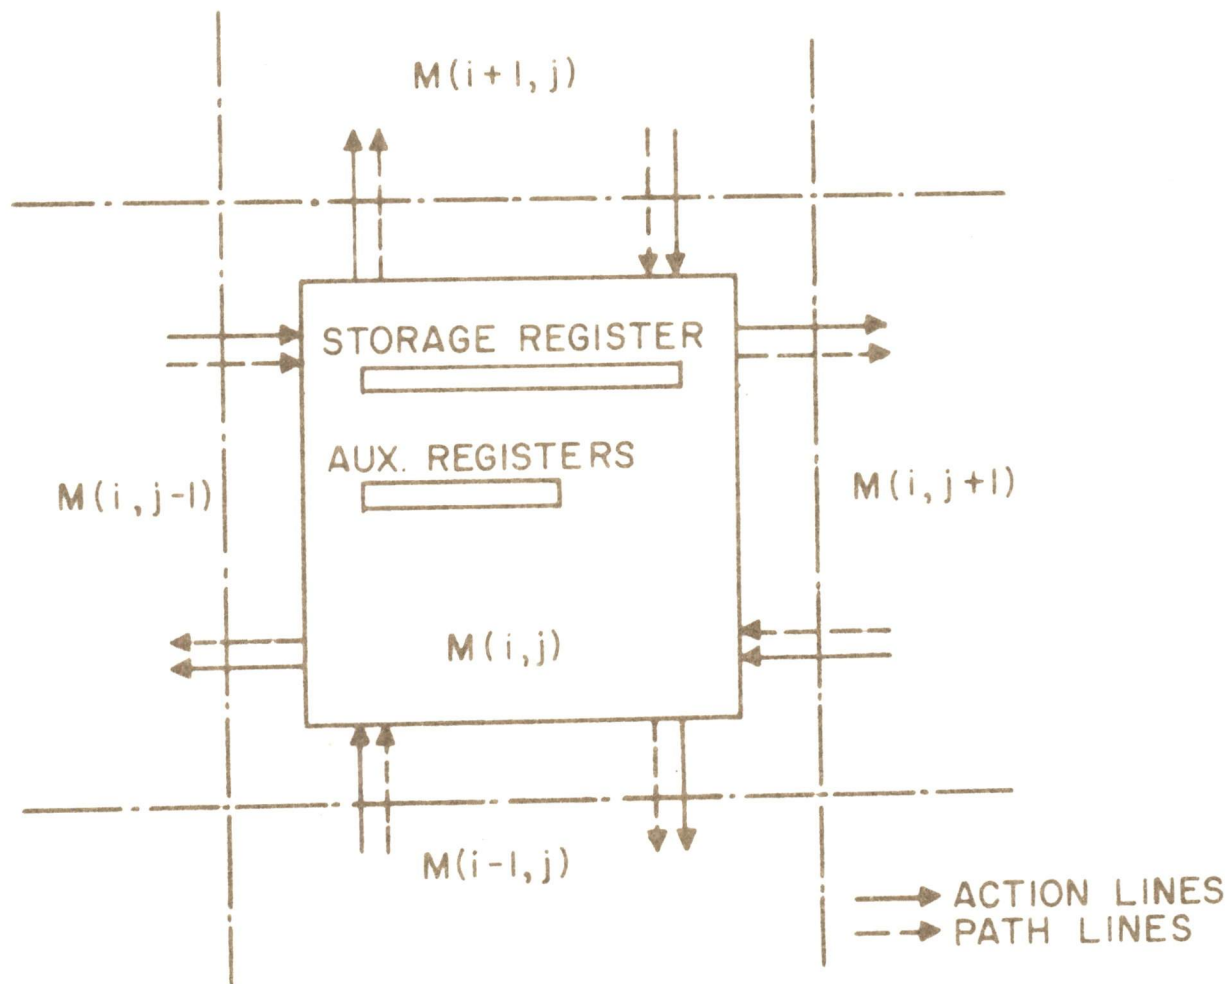 M(i+1,j)
STORAGE REGISTER
AUX. REGISTERS
M(i,j-1)
M(i,j+1)
M(i,j)
M(i-1,j)
ACTION LINES
PATH LINES